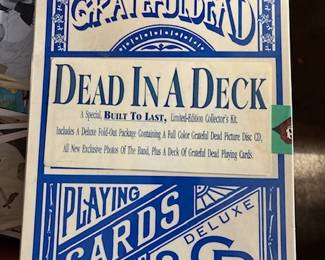 GRATEFUL DEAD
DEAD IN A DECK
A Special, BUILT TO LAST, Limited-Edition Collector's Kit.
Includes A Deluxe Fold-Out Package Containing A Full Color Grateful Dead Picture Disc CD,
All New Exclusive Photos Of The Band, Plus A Deck Of Grateful Dead Playing Cards.
PLAYING
CARDS
DELUXE